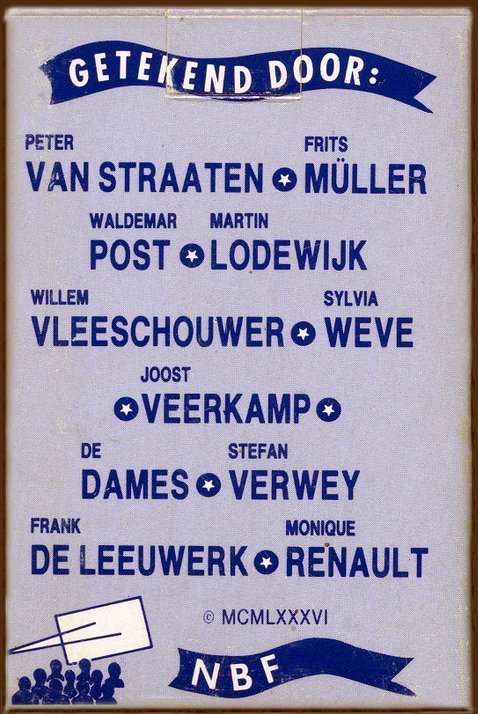 GETEKEND DOOR:
PETER FRITS
VAN STRAATEN MÜLLER
WALDEMAR MARTIN
POST LODEWIJK
WILLEM SYLVIA
VLEESCHOUWER WEVE
JOOST
VEERKAMP
DE STEFAN
DAMES VERWEY
FRANK MONIQUE
DE LEEUWERK RENAULT
© MCMLXXXVI
NBF